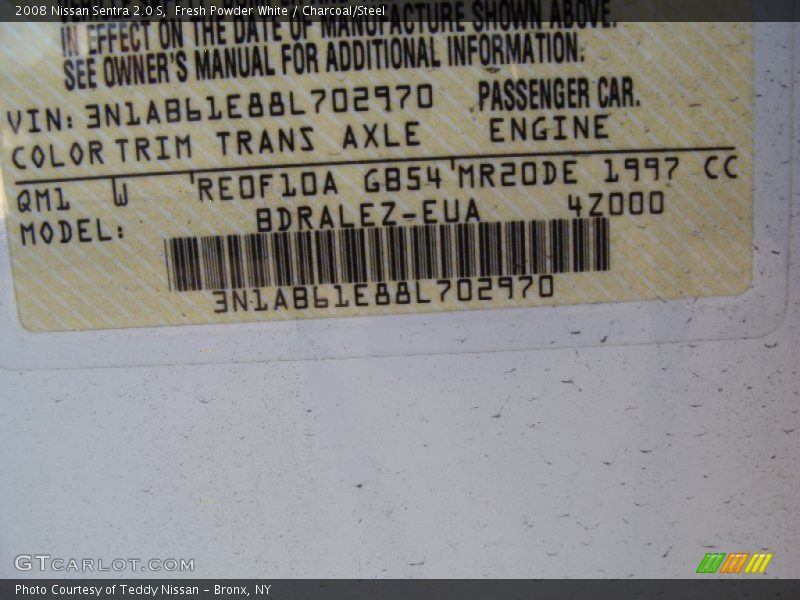 2008 Nissan Sentra 2.0 S, Fresh Powder White / Charcoal/Steel
IN EFFECT ON THE DATE OF MANUFACTURE SHOWN ABOVE.
SEE OWNER'S MANUAL FOR ADDITIONAL INFORMATION.
VIN: 3N1AB61E88L702970 PASSENGER CAR.
COLOR TRIM TRANS AXLE ENGINE
QM1 W RE0F10A GB54 MR20DE 1997 CC
MODEL: BDRALEZ-EUA 4Z000
3N1AB61E88L702970
GTCARLOT.COM
Photo Courtesy of Teddy Nissan - Bronx, NY